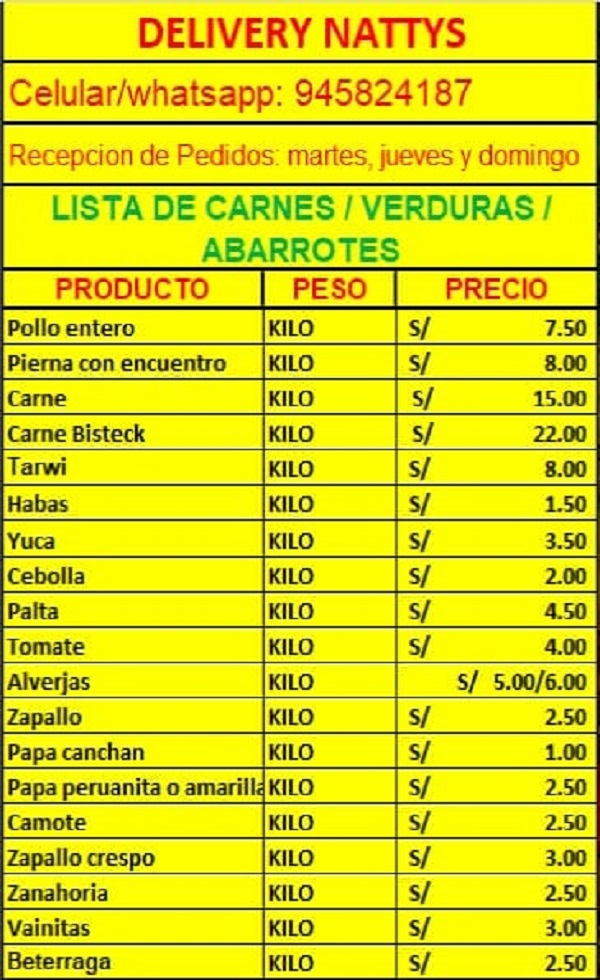 DELIVERY NATTYS
Celular/whatsapp: 945824187
Recepcion de Pedidos: martes, jueves y domingo
LISTA DE CARNES / VERDURAS /
ABARROTES
PRODUCTO PESO PRECIO
Pollo entero KILO S/ 7.50
Pierna con encuentro KILO S/ 8.00
Carne KILO S/ 15.00
Carne Bisteck KILO S/ 22.00
Tarwi KILO S/ 8.00
Habas KILO S/ 1.50
Yuca KILO S/ 3.50
Cebolla KILO S/ 2.00
Palta KILO S/ 4.50
Tomate KILO S/ 4.00
Alverjas KILO S/ 5.00/6.00
Zapallo KILO S/ 2.50
Papa canchan KILO S/ 1.00
Papa peruanita o amarilla KILO S/ 2.50
Camote KILO S/ 2.50
Zapallo crespo KILO S/ 3.00
Zanahoria KILO S/ 2.50
Vainitas KILO S/ 3.00
Beterraga KILO S/ 2.50